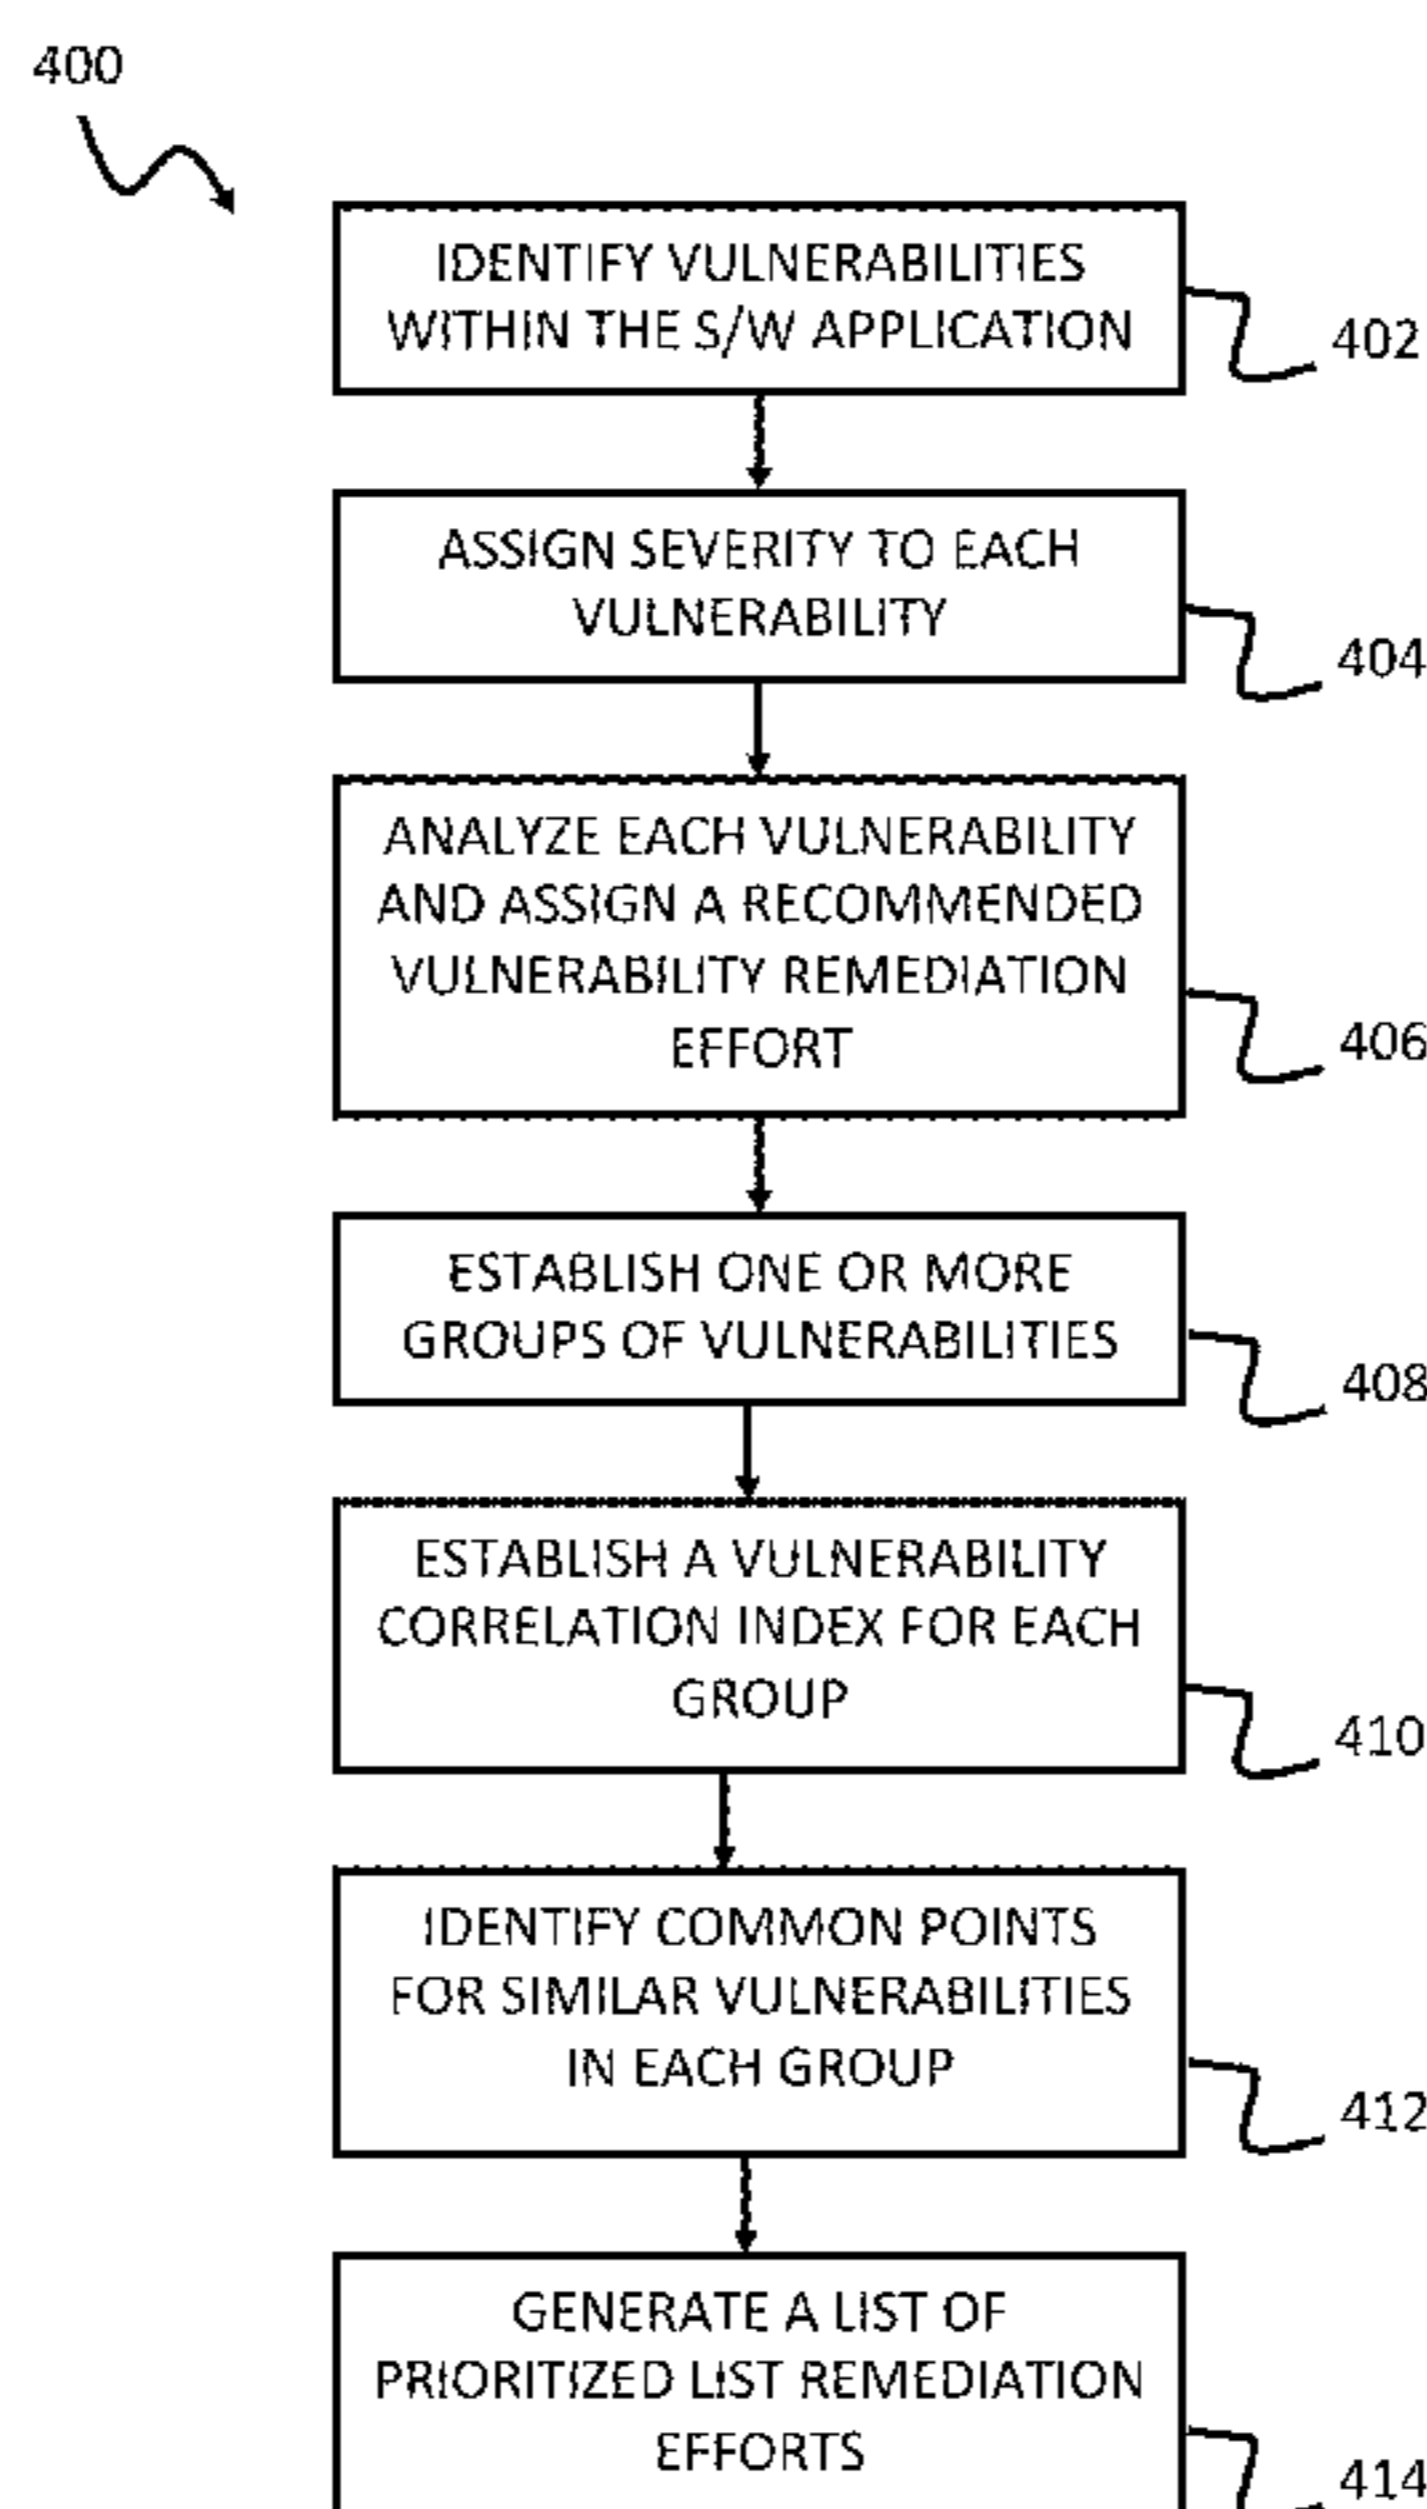 400
IDENTIFY VULNERABILITIES
WITHIN THE S/W APPLICATION
402
ASSIGN SEVERITY TO EACH
VULNERABILITY
404
ANALYZE EACH VULNERABILITY
AND ASSIGN A RECOMMENDED
VULNERABILITY REMEDIATION
EFFORT
406
ESTABLISH ONE OR MORE
GROUPS OF VULNERABILITIES
408
ESTABLISH A VULNERABILITY
CORRELATION INDEX FOR EACH
GROUP
410
IDENTIFY COMMON POINTS
FOR SIMILAR VULNERABILITIES
IN EACH GROUP
412
GENERATE A LIST OF
PRIORITIZED LIST REMEDIATION
EFFORTS
414